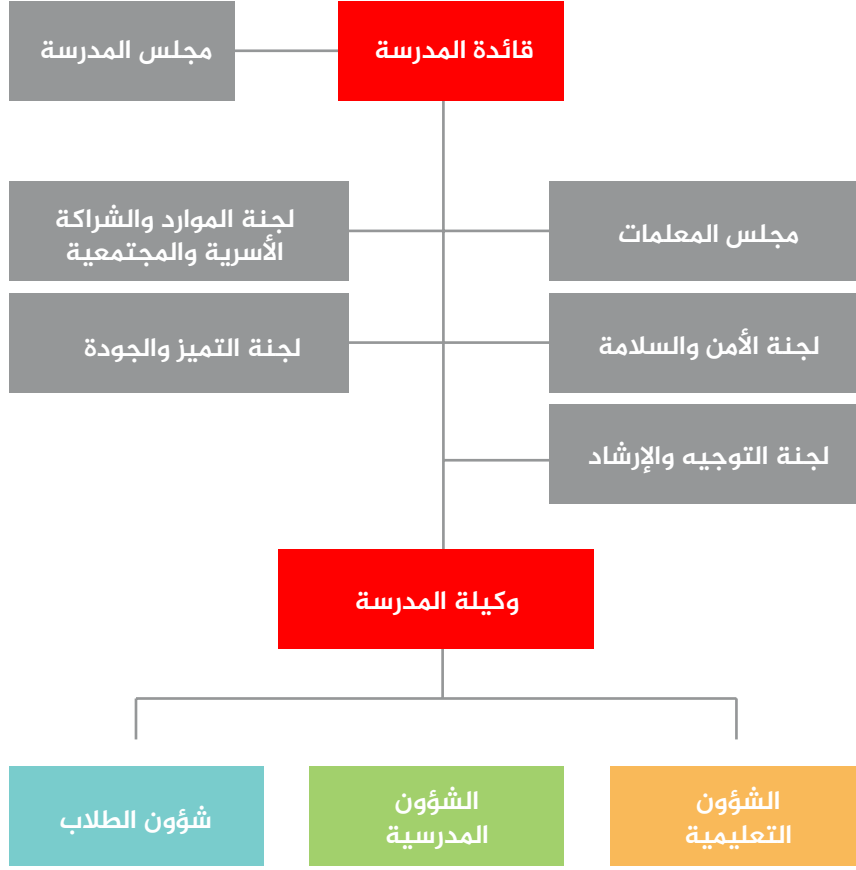 قائدة المدرسة
مجلس المدرسة
مجلس المعلمات
لجنة الموارد والشراكة
الأسرية والمجتمعية
لجنة الأمن والسلامة
لجنة التميز والجودة
لجنة التوجيه والإرشاد
وكيلة المدرسة
الشؤون
التعليمية
الشؤون
المدرسية
شؤون الطلاب